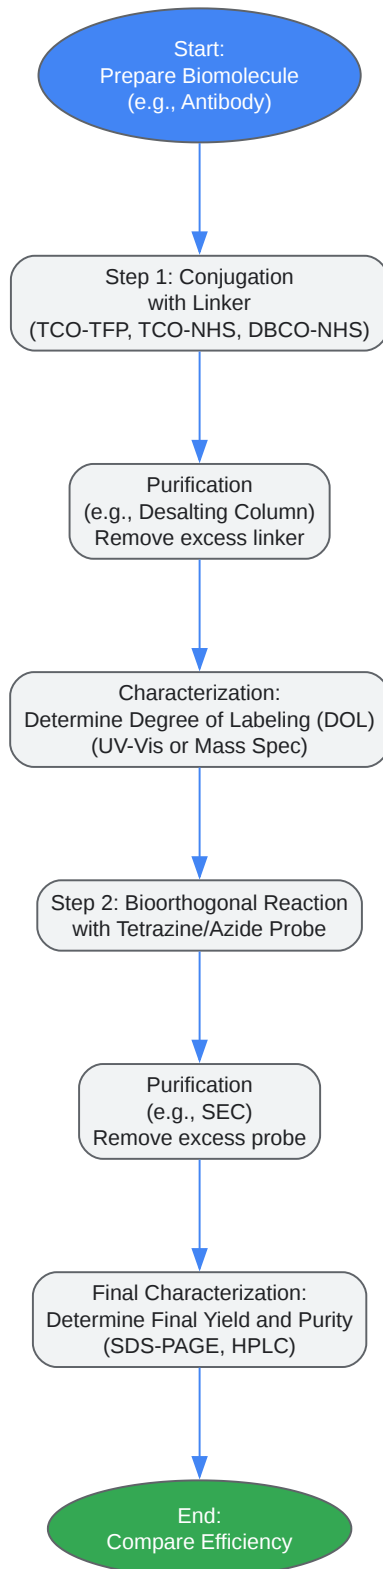 Start:
Prepare Biomolecule
(e.g., Antibody)
Step 1: Conjugation
with Linker
(TCO-TFP, TCO-NHS, DBCO-NHS)
Purification
(e.g., Desalting Column)
Remove excess linker
Characterization:
Determine Degree of Labeling (DOL)
(UV-Vis or Mass Spec)
Step 2: Bioorthogonal Reaction
with Tetrazine/Azide Probe
Purification
(e.g., SEC)
Remove excess probe
Final Characterization:
Determine Final Yield and Purity
(SDS-PAGE, HPLC)
End:
Compare Efficiency